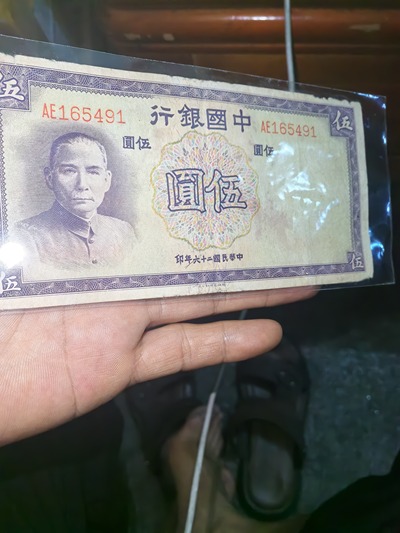 伍 伍
AE165491 中國銀行 AE165491
伍圓 伍圓
伍圓
中華民國二十六年印
伍 伍